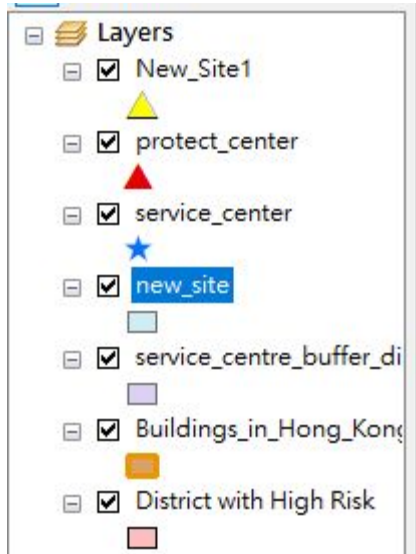 Layers
New_Site1
protect_center
service_center
new_site
service_centre_buffer_di
Buildings_in_Hong_Kong
District with High Risk